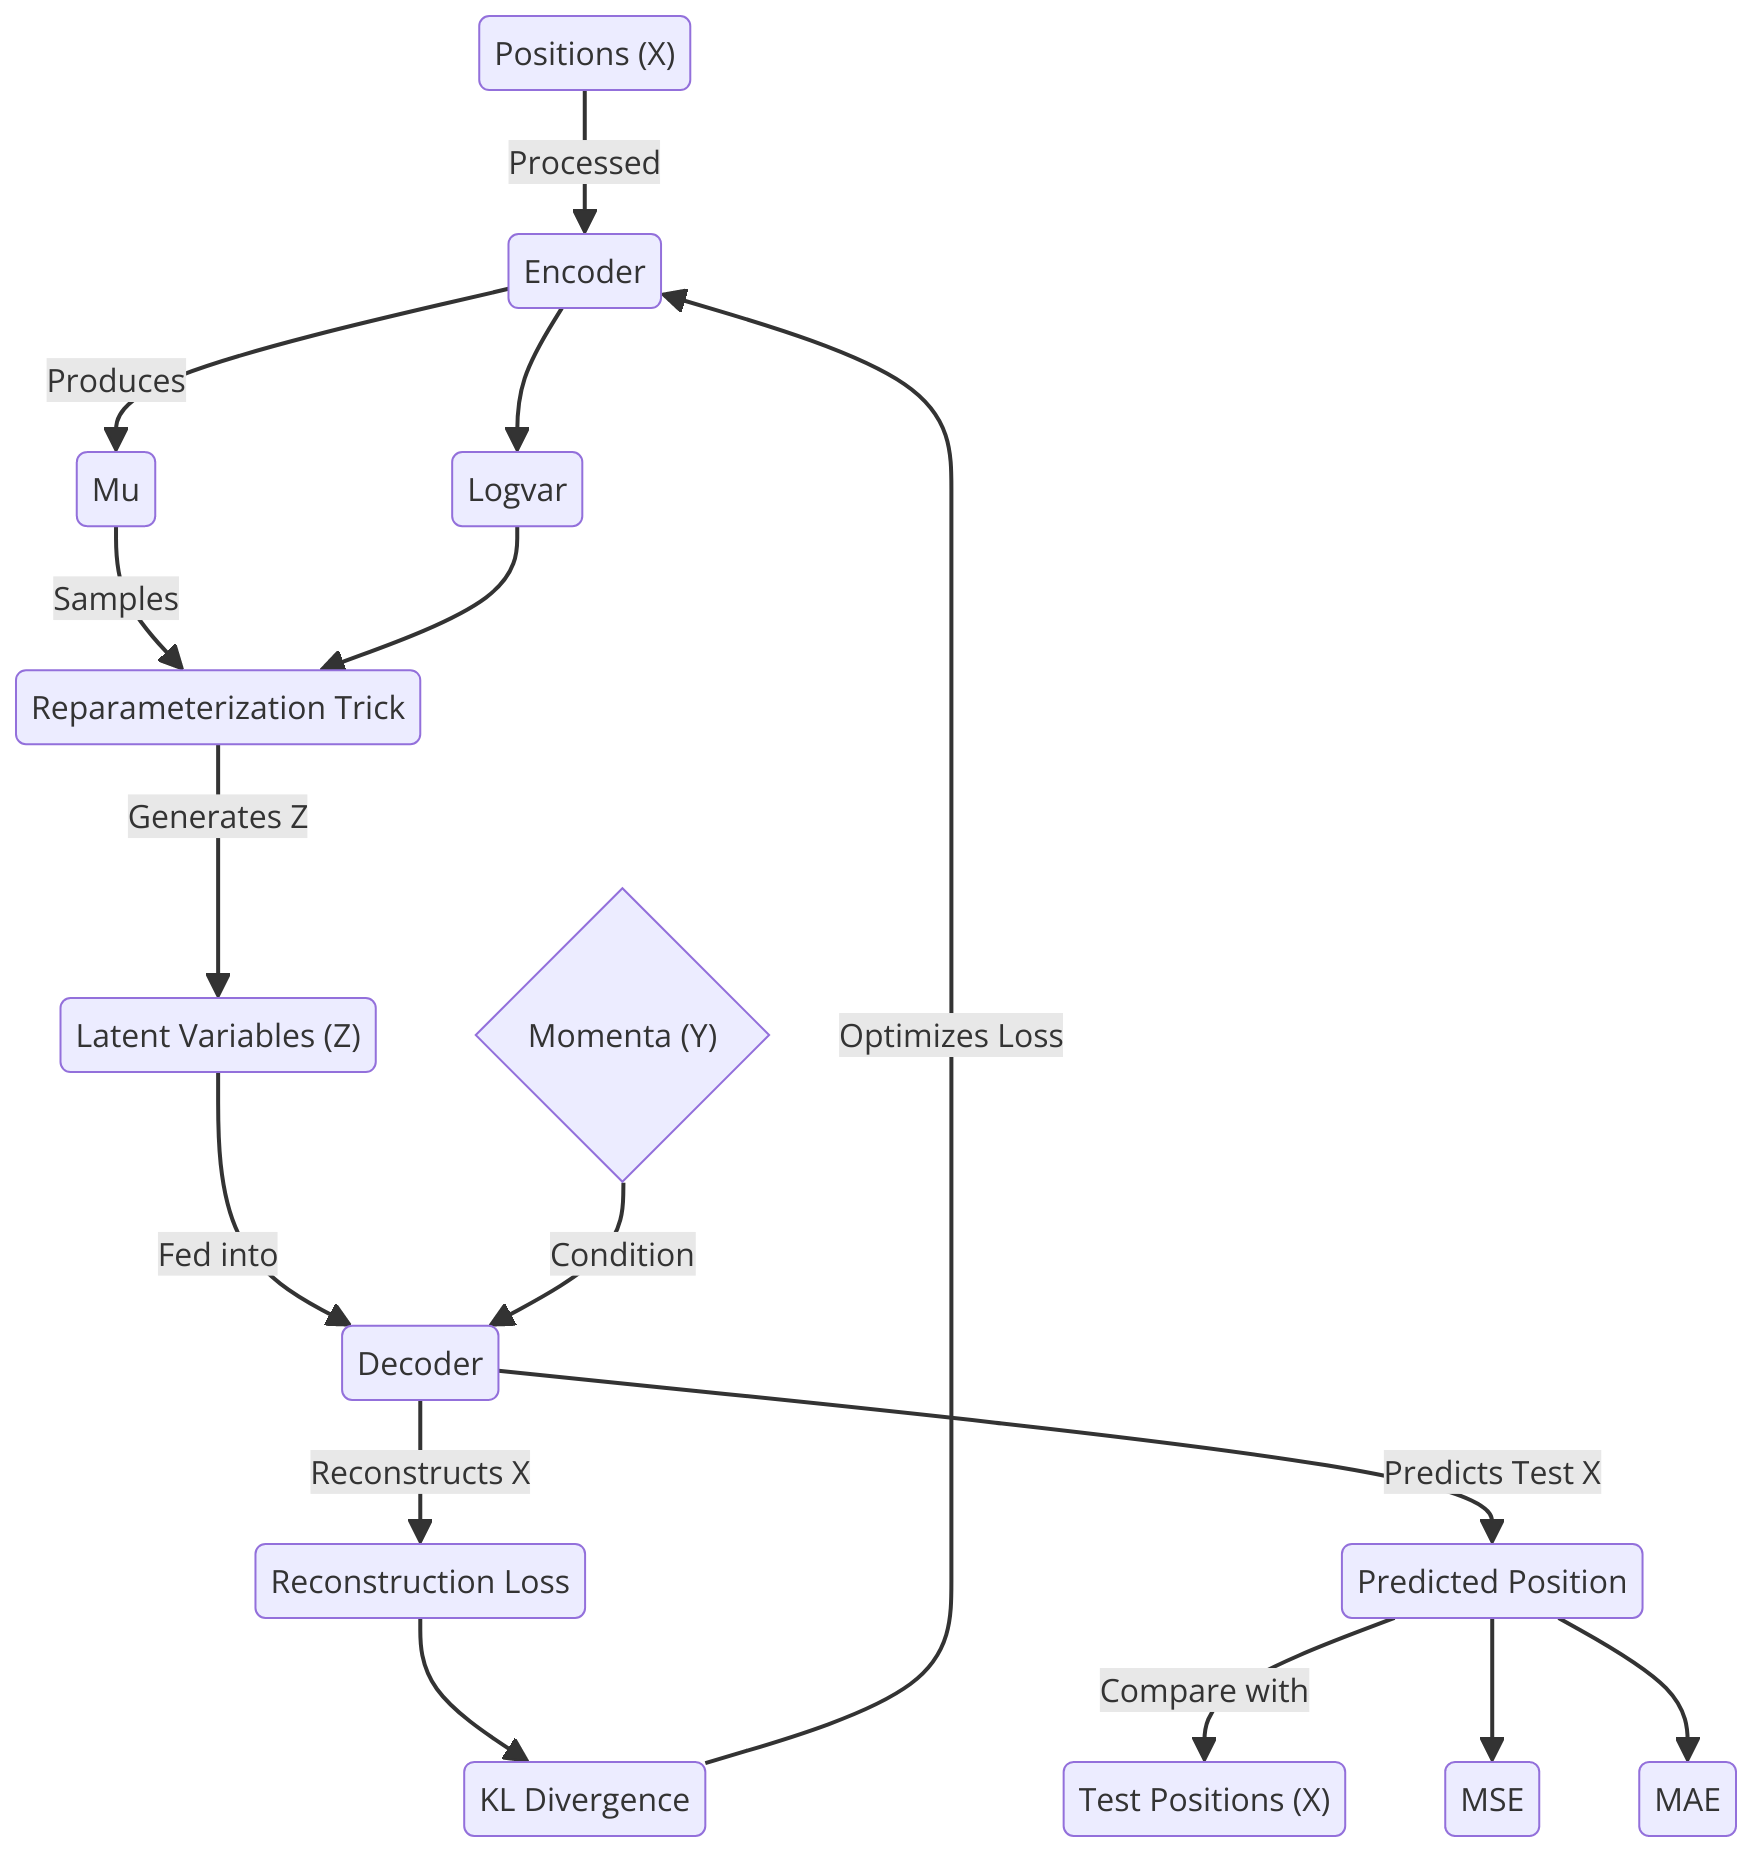 Positions (X)
Processed
Encoder
Produces
Mu
Logvar
Samples
Reparameterization Trick
Generates Z
Latent Variables (Z)
Momenta (Y)
Optimizes Loss
Fed into
Condition
Decoder
Reconstructs X
Predicts Test X
Reconstruction Loss
Predicted Position
Compare with
KL Divergence
Test Positions (X)
MSE
MAE